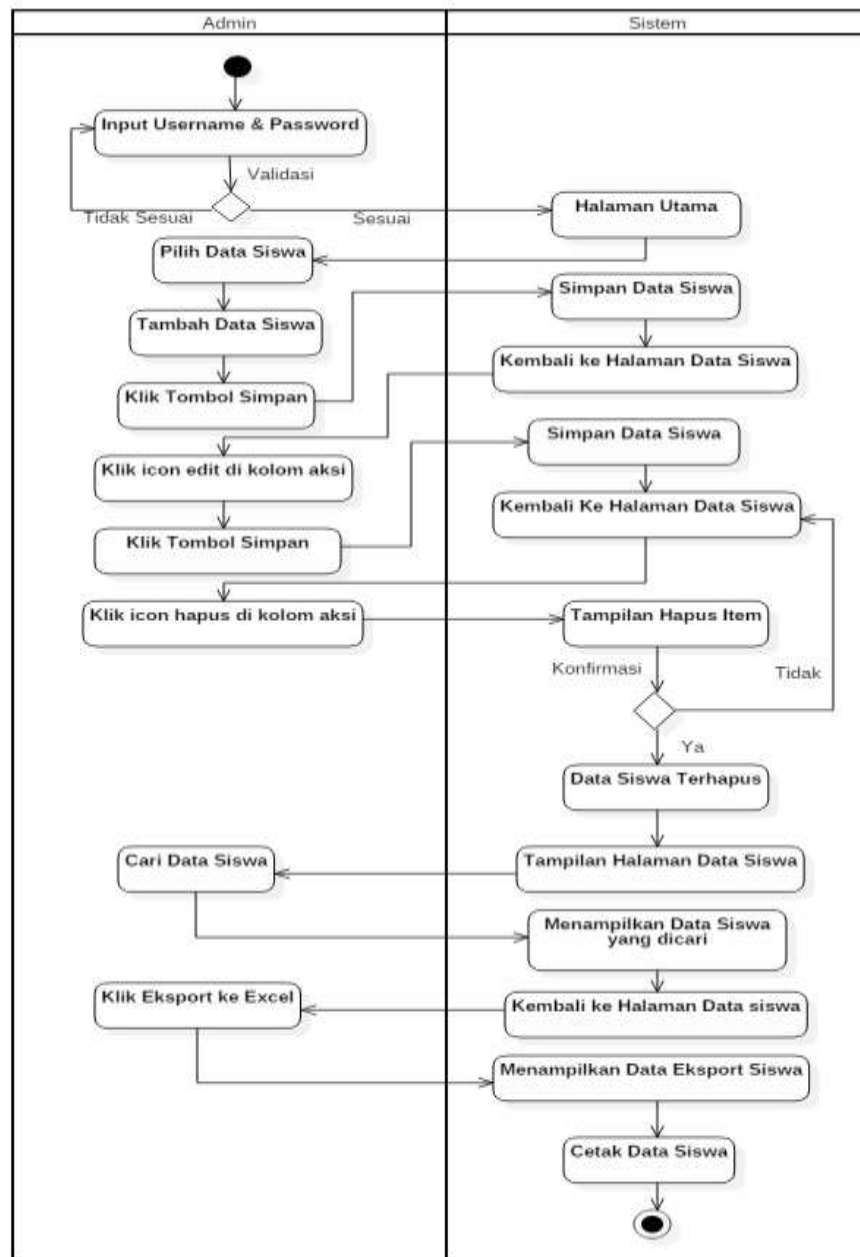 Admin
Sistem
Input Username & Password
Validasi
Tidak Sesuai
Sesuai
Halaman Utama
Pilih Data Siswa
Simpan Data Siswa
Tambah Data Siswa
Kembali ke Halaman Data Siswa
Klik Tombol Simpan
Simpan Data Siswa
Klik icon edit di kolom aksi
Kembali Ke Halaman Data Siswa
Klik Tombol Simpan
Klik icon hapus di kolom aksi
Tampilan Hapus Item
Konfirmasi
Tidak
Ya
Data Siswa Terhapus
Cari Data Siswa
Tampilan Halaman Data Siswa
Menampilkan Data Siswa
yang dicari
Klik Eksport ke Excel
Kembali ke Halaman Data siswa
Menampilkan Data Eksport Siswa
Cetak Data Siswa